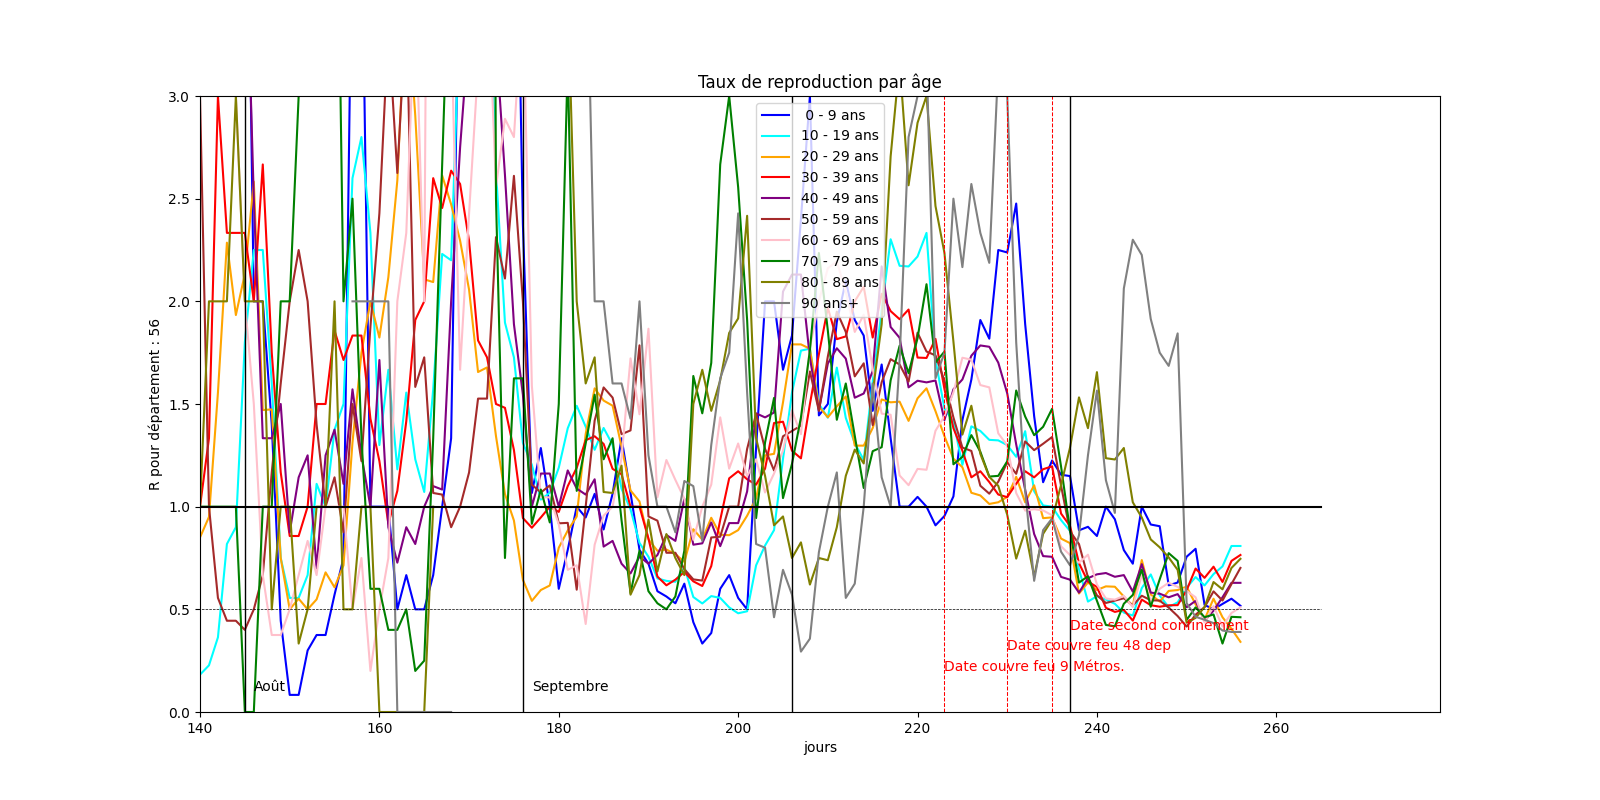 Taux de reproduction par âge
3.0
2.5
2.0
1.5
1.0
0.5
0.0
R pour département : 56
0 - 9 ans
10 - 19 ans
20 - 29 ans
30 - 39 ans
40 - 49 ans
50 - 59 ans
60 - 69 ans
70 - 79 ans
80 - 89 ans
90 ans+
Date second confinement
Date couvre feu 48 dep
Date couvre feu 9 Métros.
Août
Septembre
140
160
180
200
220
240
260
jours